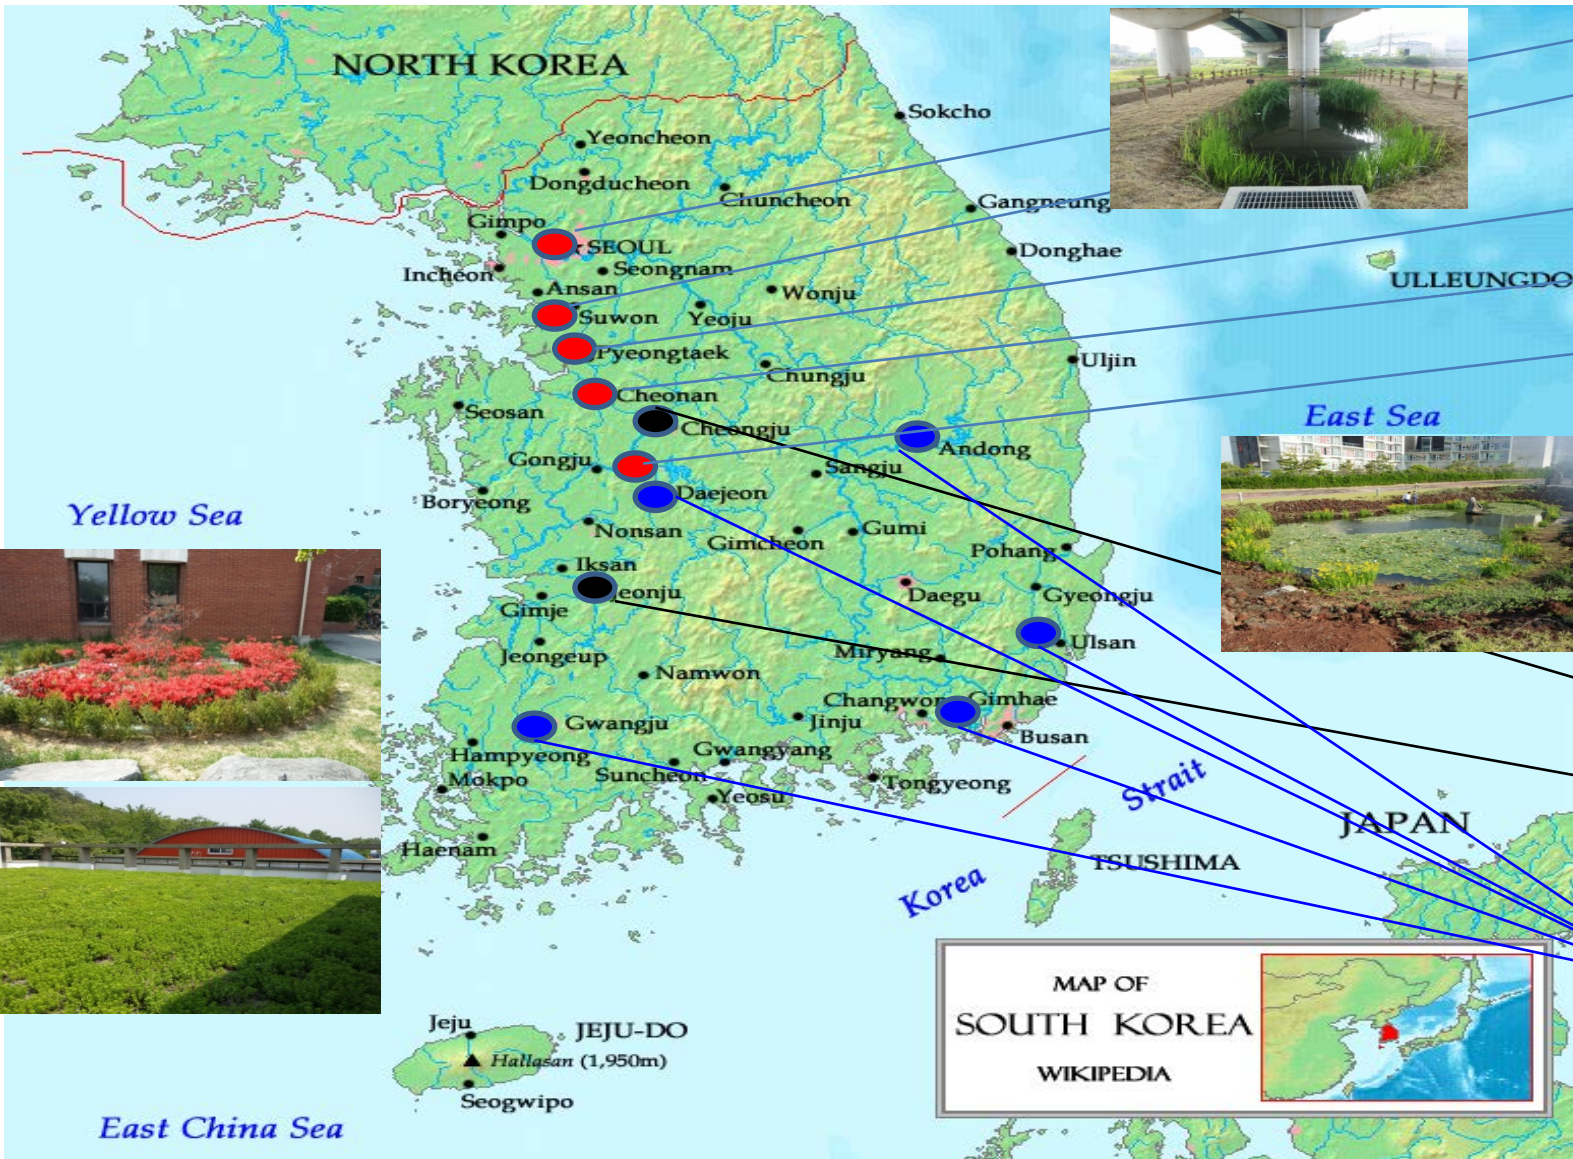 NORTH KOREA
Sokcho
Yeoncheon
Dongducheon
Chuncheon
Gangneung
Gimpo
SEOUL
Donghae
Incheon
Seongnam
ULLEUNGDO
Ansan
Wonju
Suwon
Yeoju
Pyeongtaek
Uljin
Chungju
Cheonan
Seosan
East Sea
Cheongju
Andong
Gongju
Sangju
Daejeon
Boryeong
Yellow Sea
Nonsan
Gimcheon
Gumi
Pohang
Iksan
eonju
Daegu
Gyeongju
Gimje
Jeongeup
Miryang
Ulsan
Namwon
Changwon
Gimhae
Gwangju
Jinju
Busan
Hampyeong
Gwangyang
Suncheon
Mokpo
Tongyeong
Yeosu
Strait
JAPAN
Haenam
TSUSHIMA
Korea
MAP OF
SOUTH KOREA
WIKIPEDIA
Jeju
JEJU-DO
Hallasan (1,950m)
Seogwipo
East China Sea